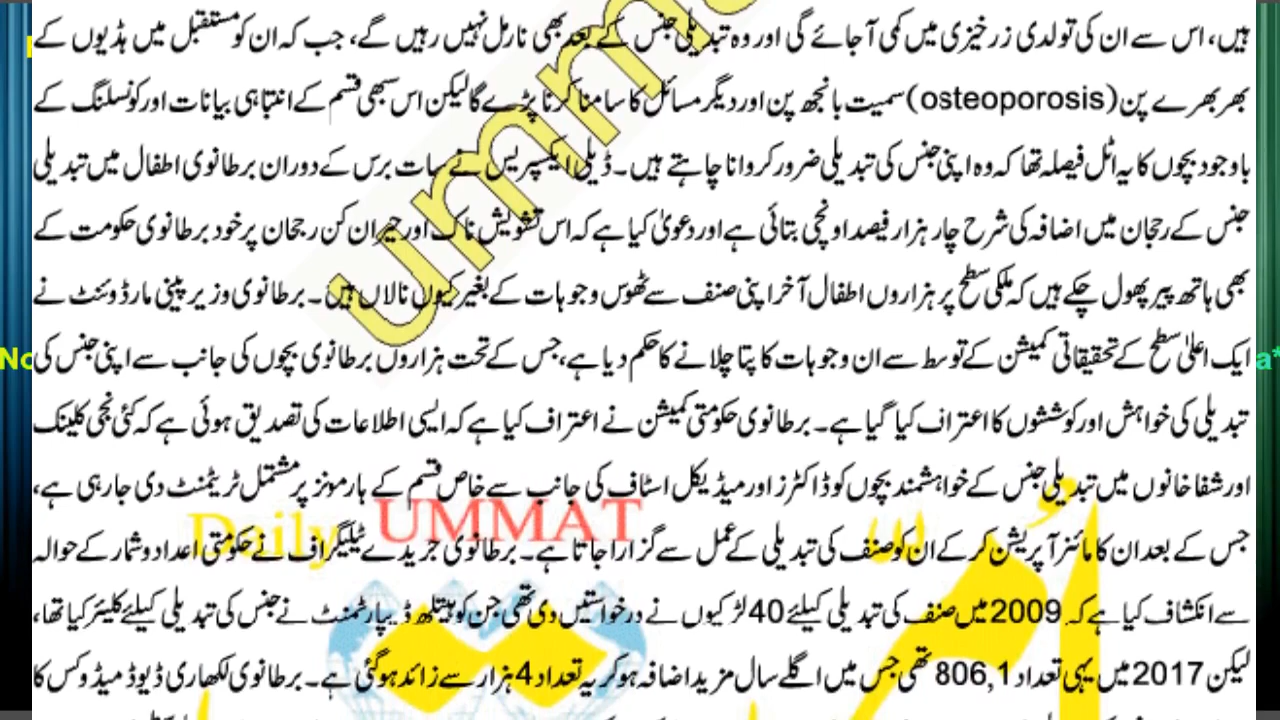 ہیں، اس سے ان کی تولدی زرخیزی میں کمی آجائے گی اور وہ تبدیلی جنس کے بعد بھی نارمل نہیں رہیں گے، جب کہ ان کو مستقبل میں ہڈیوں کے
بھر بھرے پن (osteoporosis) سمیت بانجھ پن اور دیگر مسائل کا سامنا کرنا پڑے گا لیکن اس سبھی قسم کے انتباہی بیانات اور کونسلنگ کے
باوجود بچوں کا یہ اٹل فیصلہ تھا کہ وہ اپنی جنس کی تبدیلی ضرور کروانا چاہتے ہیں۔ ڈیلی ایکسپریس نے سات برس کے دوران برطانوی اطفال میں تبدیلی
جنس کے رجحان میں اضافہ کی شرح چار ہزار فیصد اونچی بتائی ہے اور دعویٰ کیا ہے کہ اس تشویش ناک اور حیران کن رجحان پر خود برطانوی حکومت کے
بھی ہاتھ پیر پھول چکے ہیں کہ ملکی سطح پر ہزاروں اطفال آخر اپنی صنف سے ٹھوس وجوہات کے بغیر کیوں نالاں ہیں۔ برطانوی وزیر پینی مارڈوئنٹ نے
ایک اعلیٰ سطح کے تحقیقاتی کمیشن کے توسط سے ان وجوہات کا پتا چلانے کا حکم دیا ہے، جس کے تحت ہزاروں برطانوی بچوں کی جانب سے اپنی جنس کی
تبدیلی کی خواہش اور کوششوں کا اعتراف کیا گیا ہے۔ برطانوی حکومتی کمیشن نے اعتراف کیا ہے کہ ایسی اطلاعات کی تصدیق ہوئی ہے کہ کئی نجی کلینک
اور شفا خانوں میں تبدیلی جنس کے خواہشمند بچوں کو ڈاکٹرز اور میڈیکل اسٹاف کی جانب سے خاص قسم کے ہارمونز پر مشتمل ٹریٹمنٹ دی جارہی ہے،
Daily UMMAT
جس کے بعد ان کا مائنر آپریشن کر کے ان کو صنف کی تبدیلی کے عمل سے گزارا جاتا ہے۔ برطانوی جریدے ٹیلیگراف نے حکومتی اعداد و شمار کے حوالہ
سے انکشاف کیا ہے کہ 2009 میں صنف کی تبدیلی کیلئے 40 لڑکیوں نے درخواستیں دی تھی جن کو ہیلتھ ڈیپارٹمنٹ نے جنس کی تبدیلی کیلئے کلیئر کیا تھا،
لیکن 2017 میں یہی تعداد 806,1 تھی جس میں اگلے سال مزید اضافہ ہو کر یہ تعداد 4 ہزار سے زائد ہوگئی ہے۔ برطانوی لکھاری ڈیوڈ میڈوکس کا